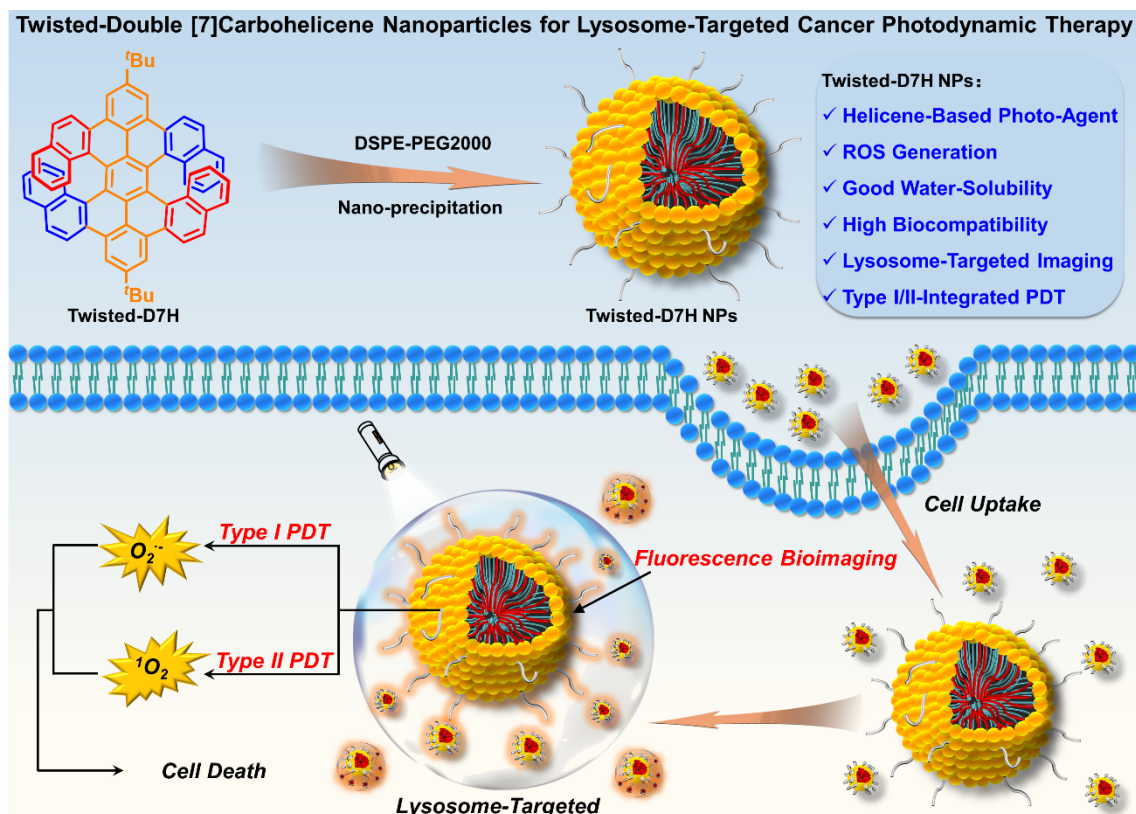 Twisted-Double [7]Carbohelicene Nanoparticles for Lysosome-Targeted Cancer Photodynamic Therapy
tBu
tBu
Twisted-D7H
DSPE-PEG2000
Nano-precipitation
Twisted-D7H NPs
Twisted-D7H NPs:
✓ Helicene-Based Photo-Agent
✓ ROS Generation
✓ Good Water-Solubility
✓ High Biocompatibility
✓ Lysosome-Targeted Imaging
✓ Type I/II-Integrated PDT
Cell Uptake
Type I PDT
O₂·-
Fluorescence Bioimaging
Type II PDT
¹O₂
Cell Death
Lysosome-Targeted